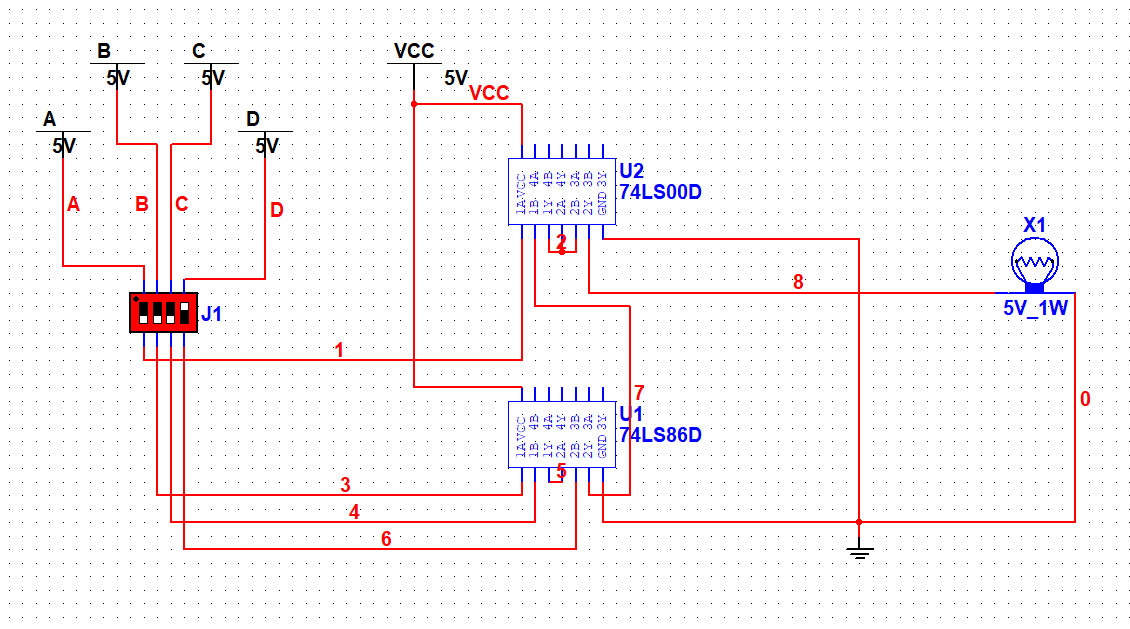 B
5V
C
5V
VCC
5V
VCC
A
5V
D
5V
A
B
C
D
U2
74LS00D
1A VCC
1B 4A
1Y 4B
2A 4Y
2B 3A
2Y 3B
GND 3Y
2
X1
5V_1W
8
J1
1
7
U1
74LS86D
1A VCC
1B 4B
1Y 4A
2A 4Y
2B 3B
2Y 3A
GND 3Y
5
0
3
4
6